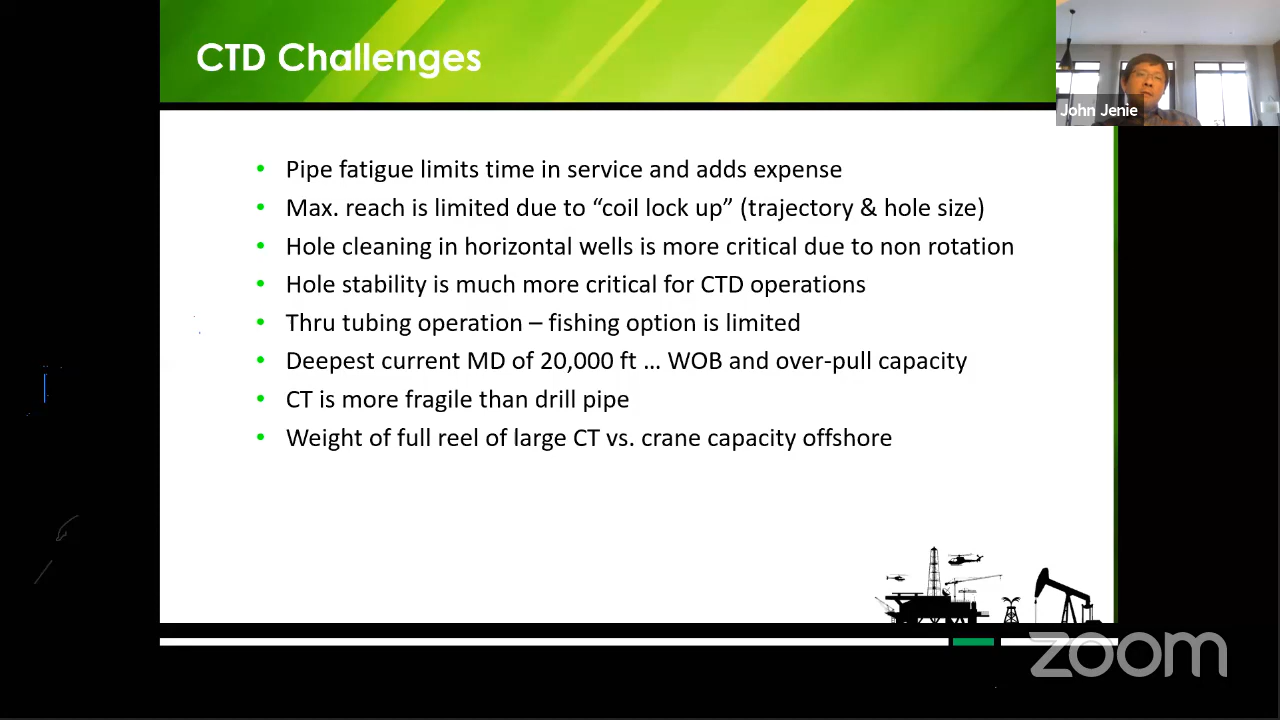 CTD Challenges
John Jenie
• Pipe fatigue limits time in service and adds expense
• Max. reach is limited due to “coil lock up” (trajectory & hole size)
• Hole cleaning in horizontal wells is more critical due to non rotation
• Hole stability is much more critical for CTD operations
• Thru tubing operation – fishing option is limited
• Deepest current MD of 20,000 ft … WOB and over-pull capacity
• CT is more fragile than drill pipe
• Weight of full reel of large CT vs. crane capacity offshore
zoom